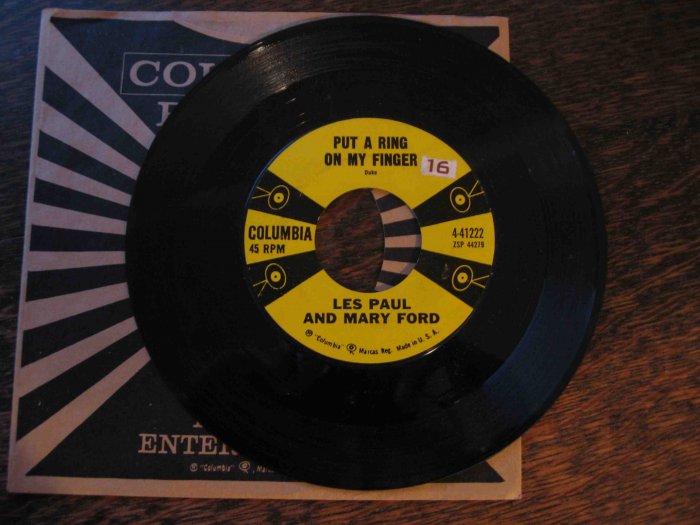 PUT A RING
ON MY FINGER
16
Duke
COLUMBIA
45 RPM
4-41222
ZSP 44279
LES PAUL
AND MARY FORD
® "Columbia" Marcas Reg. Made in U. S. A.
COL
ENTER
® "Columbia"